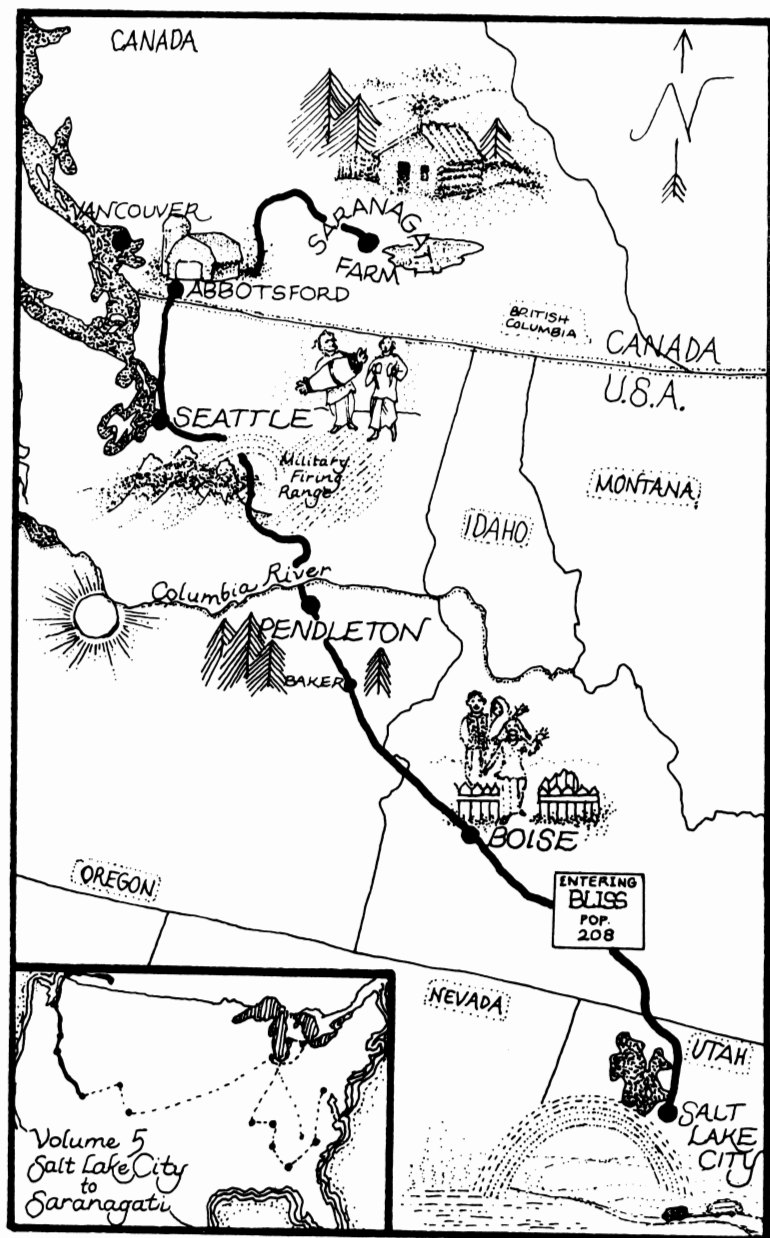 CANADA
N
VANCOUVER
SARANAGATI
FARM
ABBOTSFORD
BRITISH
COLUMBIA
CANADA
U.S.A.
SEATTLE
Military
Firing
Range
MONTANA
IDAHO
Columbia River
PENDLETON
BAKER
BOISE
OREGON
ENTERING
BLISS
POP.
208
NEVADA
UTAH
SALT
LAKE
CITY
Volume 5
Salt Lake City
to
Saranagati